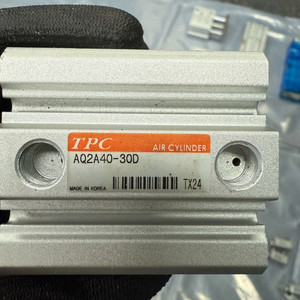 TPC AIR CYLINDER
AQ2A40-30D
MADE IN KOREA TX24